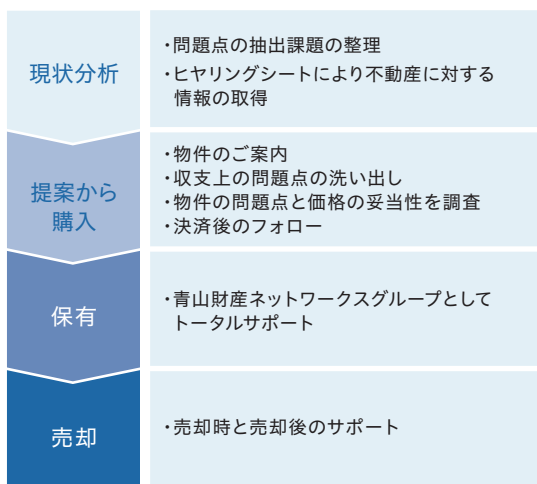 現状分析
・問題点の抽出課題の整理
・ヒヤリングシートにより不動産に対する
情報の取得
提案から
購入
・物件のご案内
・収支上の問題点の洗い出し
・物件の問題点と価格の妥当性を調査
・決済後のフォロー
保有
・青山財産ネットワークスグループとして
トータルサポート
売却
・売却時と売却後のサポート